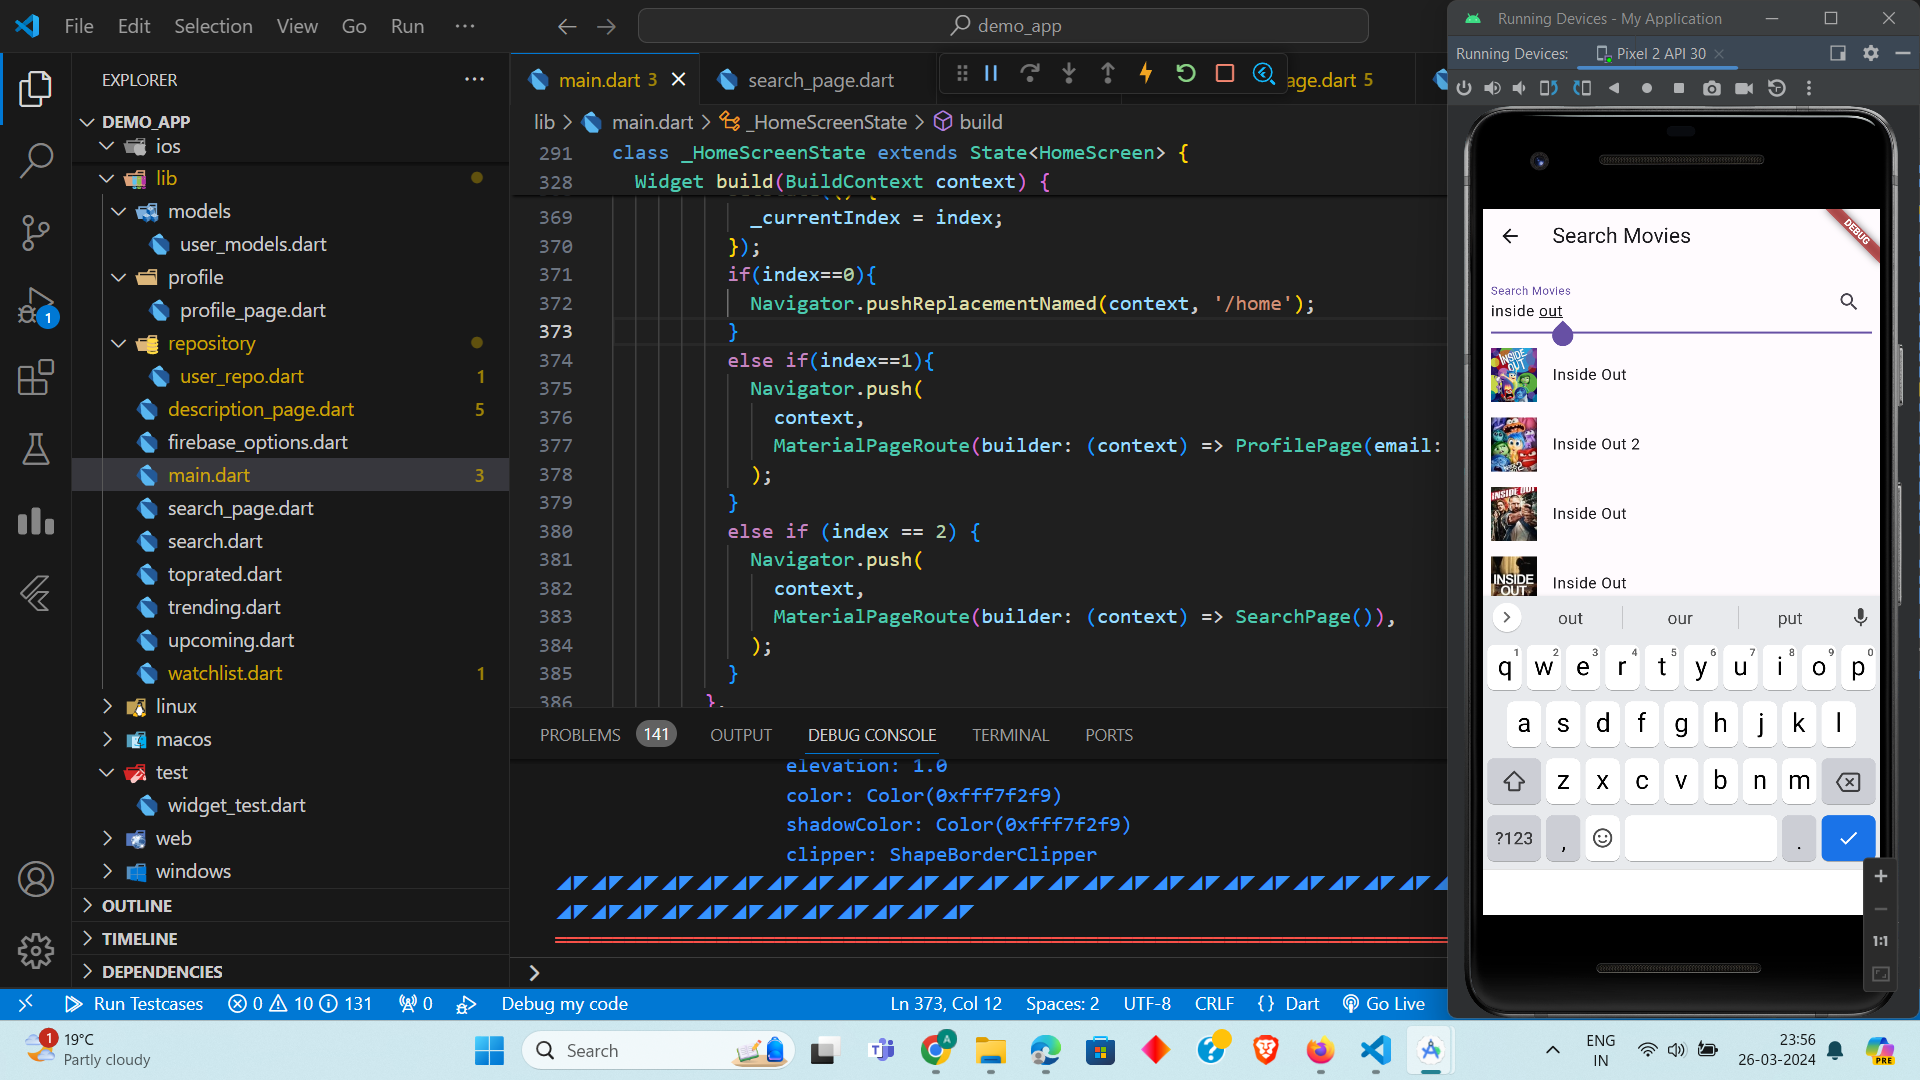 File Edit Selection View Go Run ···
demo_app
Running Devices - My Application
Running Devices: Pixel 2 API 30
EXPLORER
DEMO_APP
ios
lib
models
user_models.dart
profile
profile_page.dart
repository
user_repo.dart 1
description_page.dart 5
firebase_options.dart
main.dart 3
search_page.dart
search.dart
toprated.dart
trending.dart
upcoming.dart
watchlist.dart 1
linux
macos
test
widget_test.dart
web
windows
OUTLINE
TIMELINE
DEPENDENCIES
1
main.dart 3
search_page.dart
page.dart 5
lib > main.dart > _HomeScreenState > build
291 class _HomeScreenState extends State<HomeScreen> {
328 Widget build(BuildContext context) {
369 _currentIndex = index;
370 });
371 if(index==0){
372 Navigator.pushReplacementNamed(context, '/home');
373 }
374 else if(index==1){
375 Navigator.push(
376 context,
377 MaterialPageRoute(builder: (context) => ProfilePage(email:
378 );
379 }
380 else if (index == 2) {
381 Navigator.push(
382 context,
383 MaterialPageRoute(builder: (context) => SearchPage()),
384 );
385 }
386 },
PROBLEMS 141 OUTPUT DEBUG CONSOLE TERMINAL PORTS
elevation: 1.0
color: Color(0xfff7f2f9)
shadowColor: Color(0xfff7f2f9)
clipper: ShapeBorderClipper
Search Movies
DEBUG
Search Movies
inside out
Inside Out
Inside Out 2
Inside Out
Inside Out
INSIDE OUT
out our put
q w e r t y u i o p
1 2 3 4 5 6 7 8 9 0
a s d f g h j k l
z x c v b n m
?123 , .
1:1
Run Testcases 0 10 131 0 Debug my code
Ln 373, Col 12 Spaces: 2 UTF-8 CRLF {} Dart Go Live
1
19°C
Partly cloudy
Search
ENG
IN
23:56
26-03-2024
PRE